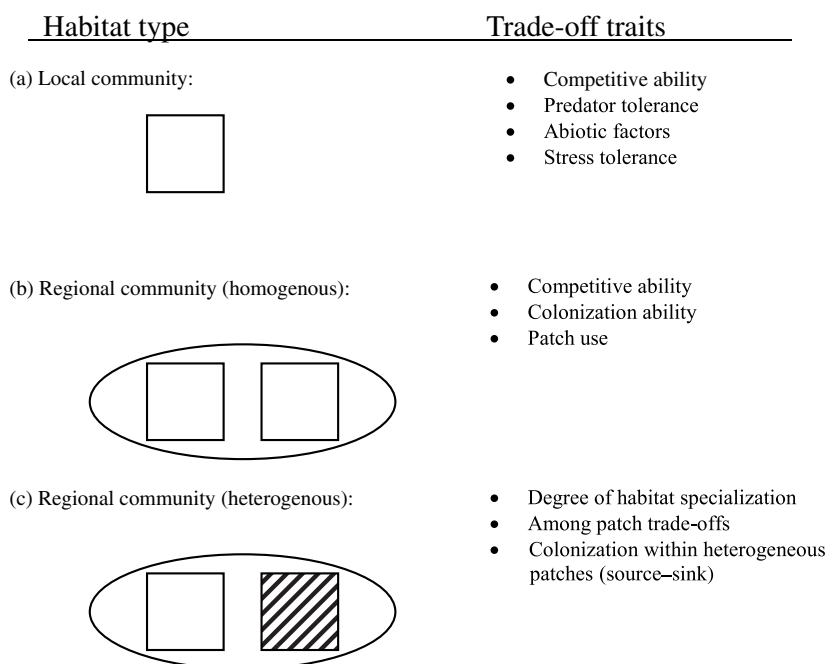 Habitat type Trade-off traits
(a) Local community:
• Competitive ability
• Predator tolerance
• Abiotic factors
• Stress tolerance
(b) Regional community (homogenous):
• Competitive ability
• Colonization ability
• Patch use
(c) Regional community (heterogenous):
• Degree of habitat specialization
• Among patch trade-offs
• Colonization within heterogeneous
patches (source–sink)